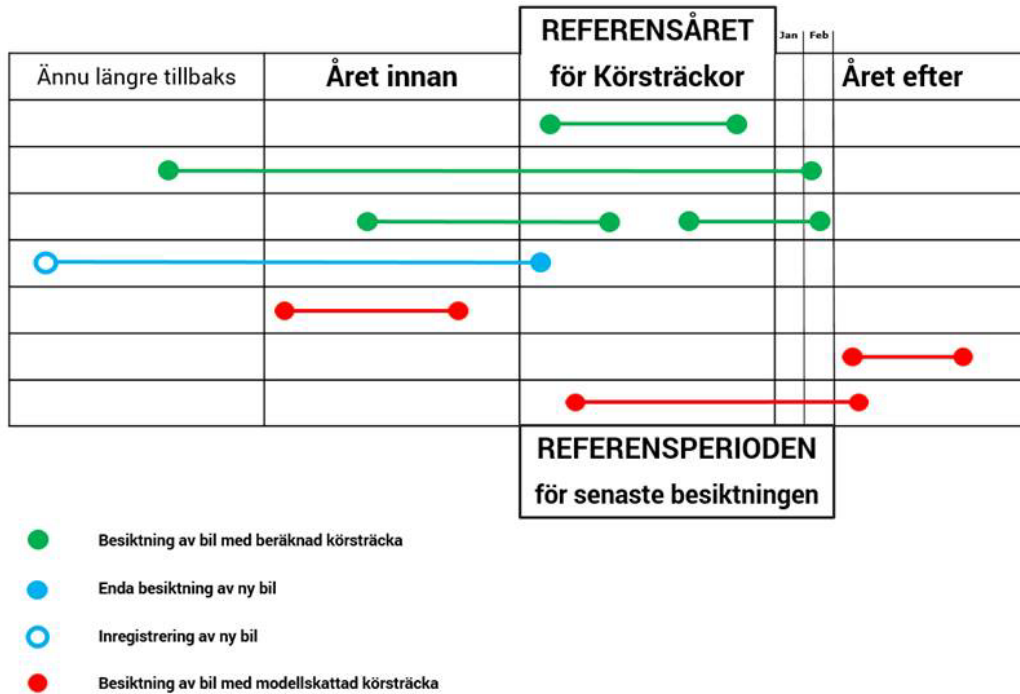 REFERENSÅRET
Jan Feb
Ännu längre tillbaks
Året innan
för Körsträckor
Året efter
REFERENSPERIODEN
för senaste besiktningen
Besiktning av bil med beräknad körsträcka
Enda besiktning av ny bil
Inregistrering av ny bil
Besiktning av bil med modellskattad körsträcka